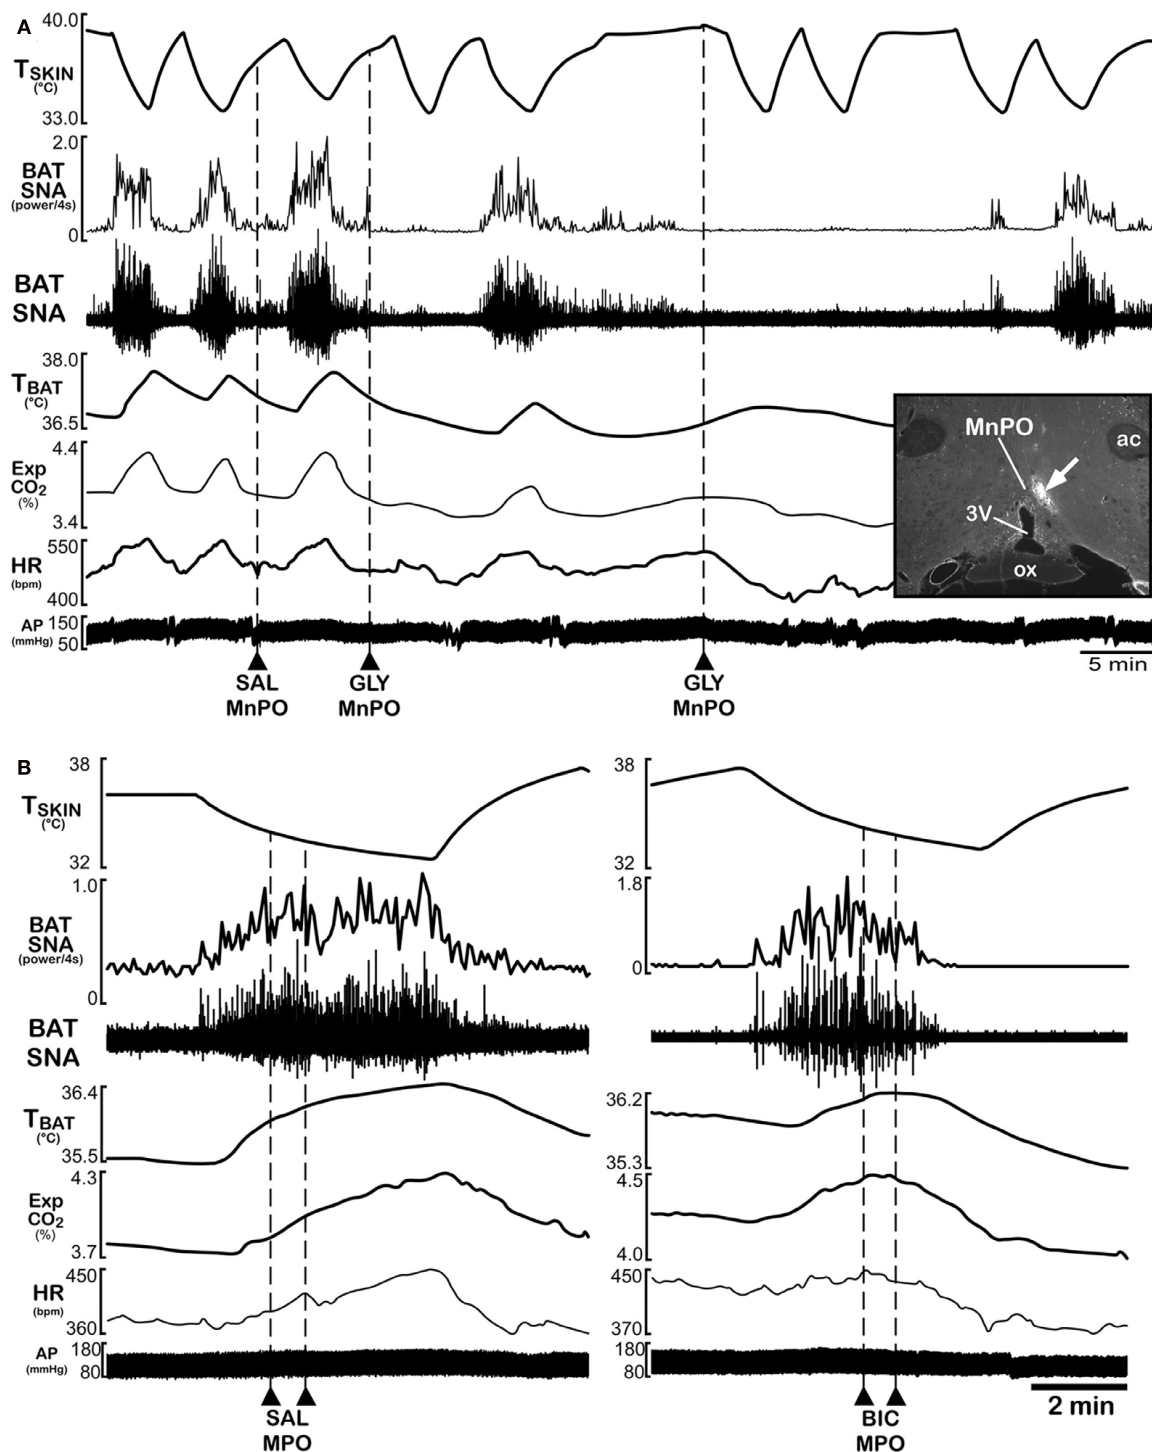 A
40.0
TSKIN
(°C)
33.0
2.0
BAT
SNA
(power/4s)
0
BAT
SNA
38.0
TBAT
(°C)
36.5
4.4
Exp
CO2
(%)
3.4
550
HR
(bpm)
400
AP 150
(mmHg) 50
MnPO
ac
3V
ox
5 min
SAL GLY GLY
MnPO MnPO MnPO
B
38 38
TSKIN
(°C)
32 32
1.0 1.8
BAT
SNA
(power/4s)
0 0
BAT
SNA
36.4 36.2
TBAT
(°C)
35.5 35.3
4.3 4.5
Exp
CO2
(%)
3.7 4.0
450 450
HR
(bpm)
360 370
AP 180 180
(mmHg) 80 80
2 min
SAL BIC
MPO MPO